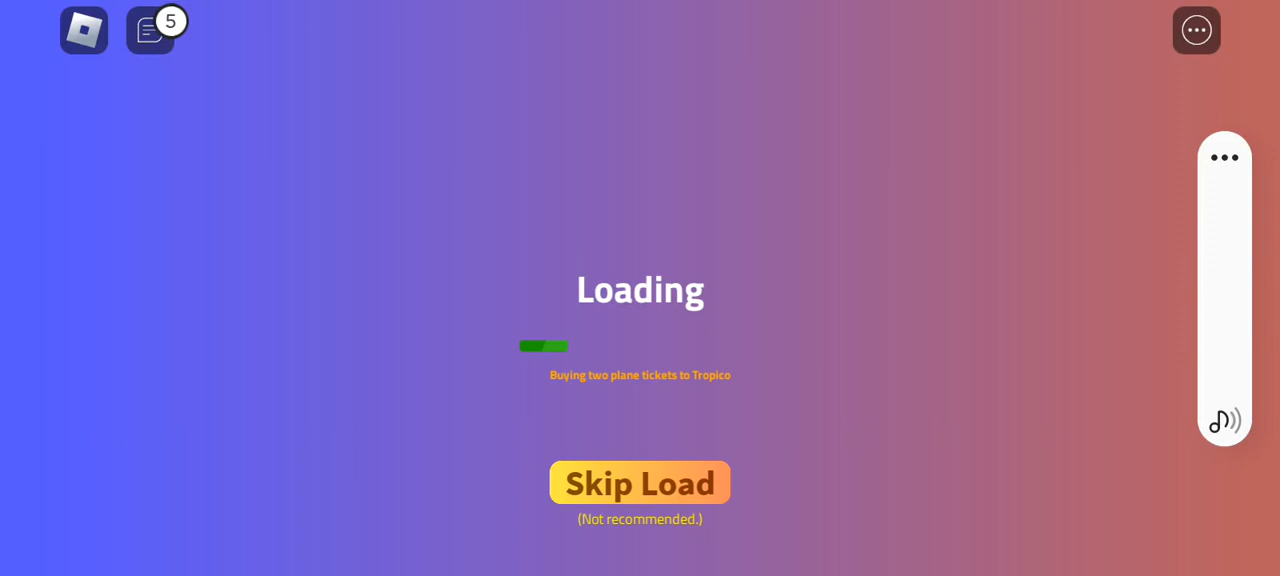 5
Loading
Buying two plane tickets to Tropico
Skip Load
(Not recommended.)